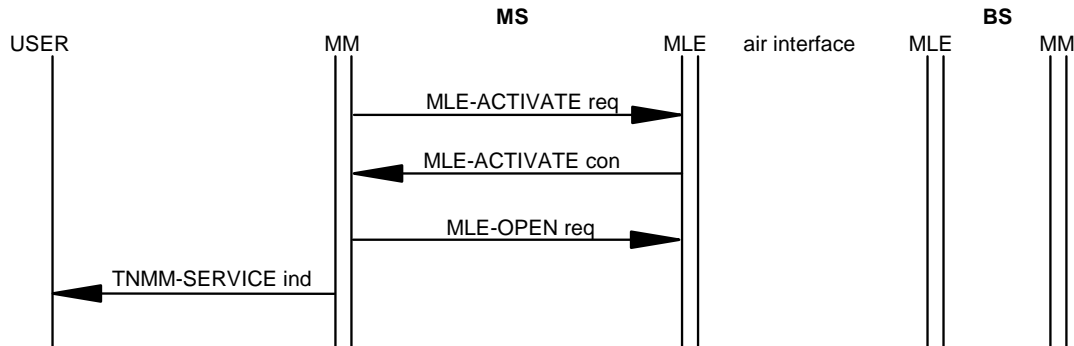 MS BS
USER MM MLE air interface MLE MM
MLE-ACTIVATE req
MLE-ACTIVATE con
MLE-OPEN req
TNMM-SERVICE ind